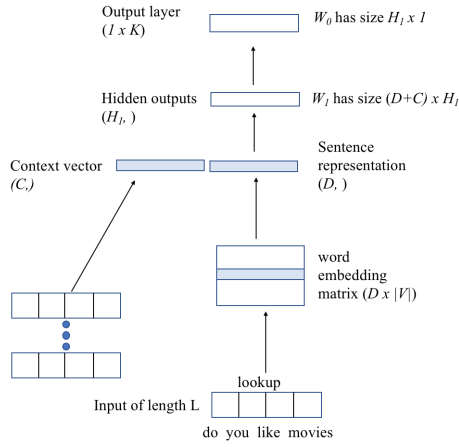 Output layer
(1 x K)
W₀ has size H₁ x 1
Hidden outputs
(H₁, )
W₁ has size (D+C) x H₁
Context vector
(C,)
Sentence
representation
(D, )
word
embedding
matrix (D x |V|)
lookup
Input of length L
do you like movies